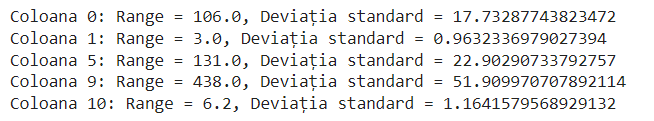 Coloana 0: Range = 106.0, Deviația standard = 17.73287743823472
Coloana 1: Range = 3.0, Deviația standard = 0.9632336979027394
Coloana 5: Range = 131.0, Deviația standard = 22.90290733792757
Coloana 9: Range = 438.0, Deviația standard = 51.909970707892114
Coloana 10: Range = 6.2, Deviația standard = 1.1641579568929132